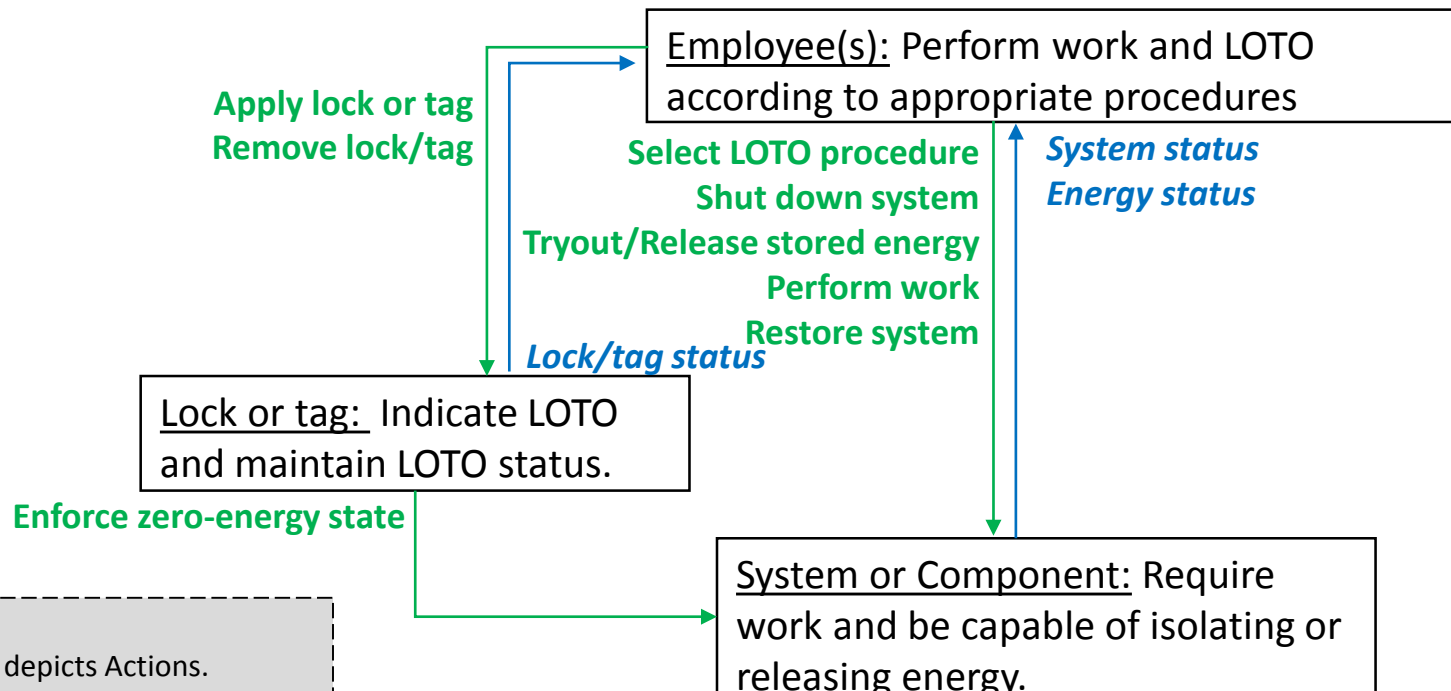 Employee(s): Perform work and LOTO
according to appropriate procedures
Apply lock or tag
Remove lock/tag
Select LOTO procedure
Shut down system
Tryout/Release stored energy
Perform work
Restore system
System status
Energy status
Lock/tag status
Lock or tag: Indicate LOTO
and maintain LOTO status.
Enforce zero-energy state
System or Component: Require
work and be capable of isolating or
releasing energy.
depicts Actions.